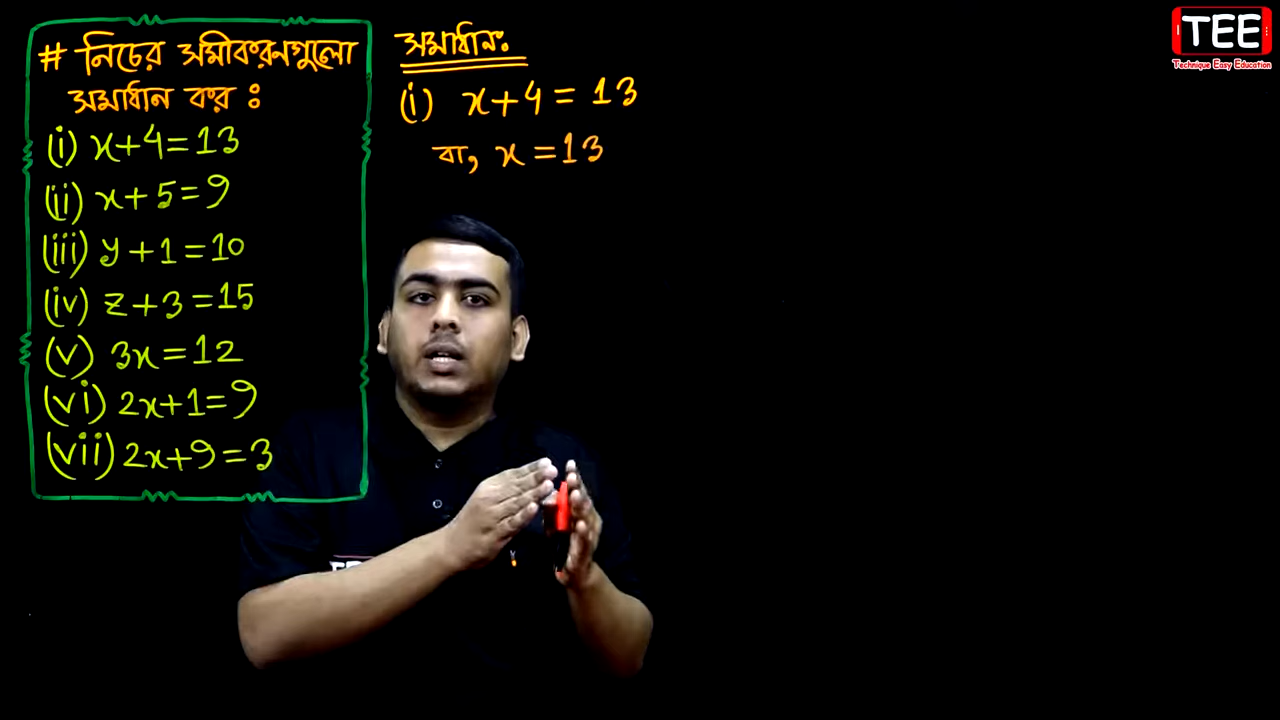 # নিচের সমীকরণগুলো
সমাধান কর :
(i) x+4=13
(ii) x+5=9
(iii) y+1=10
(iv) z+3=15
(v) 3x=12
(vi) 2x+1=9
(vii) 2x+9=3
সমাধানঃ
(i) x+4=13
বা, x=13
TEE
Technique Easy Education